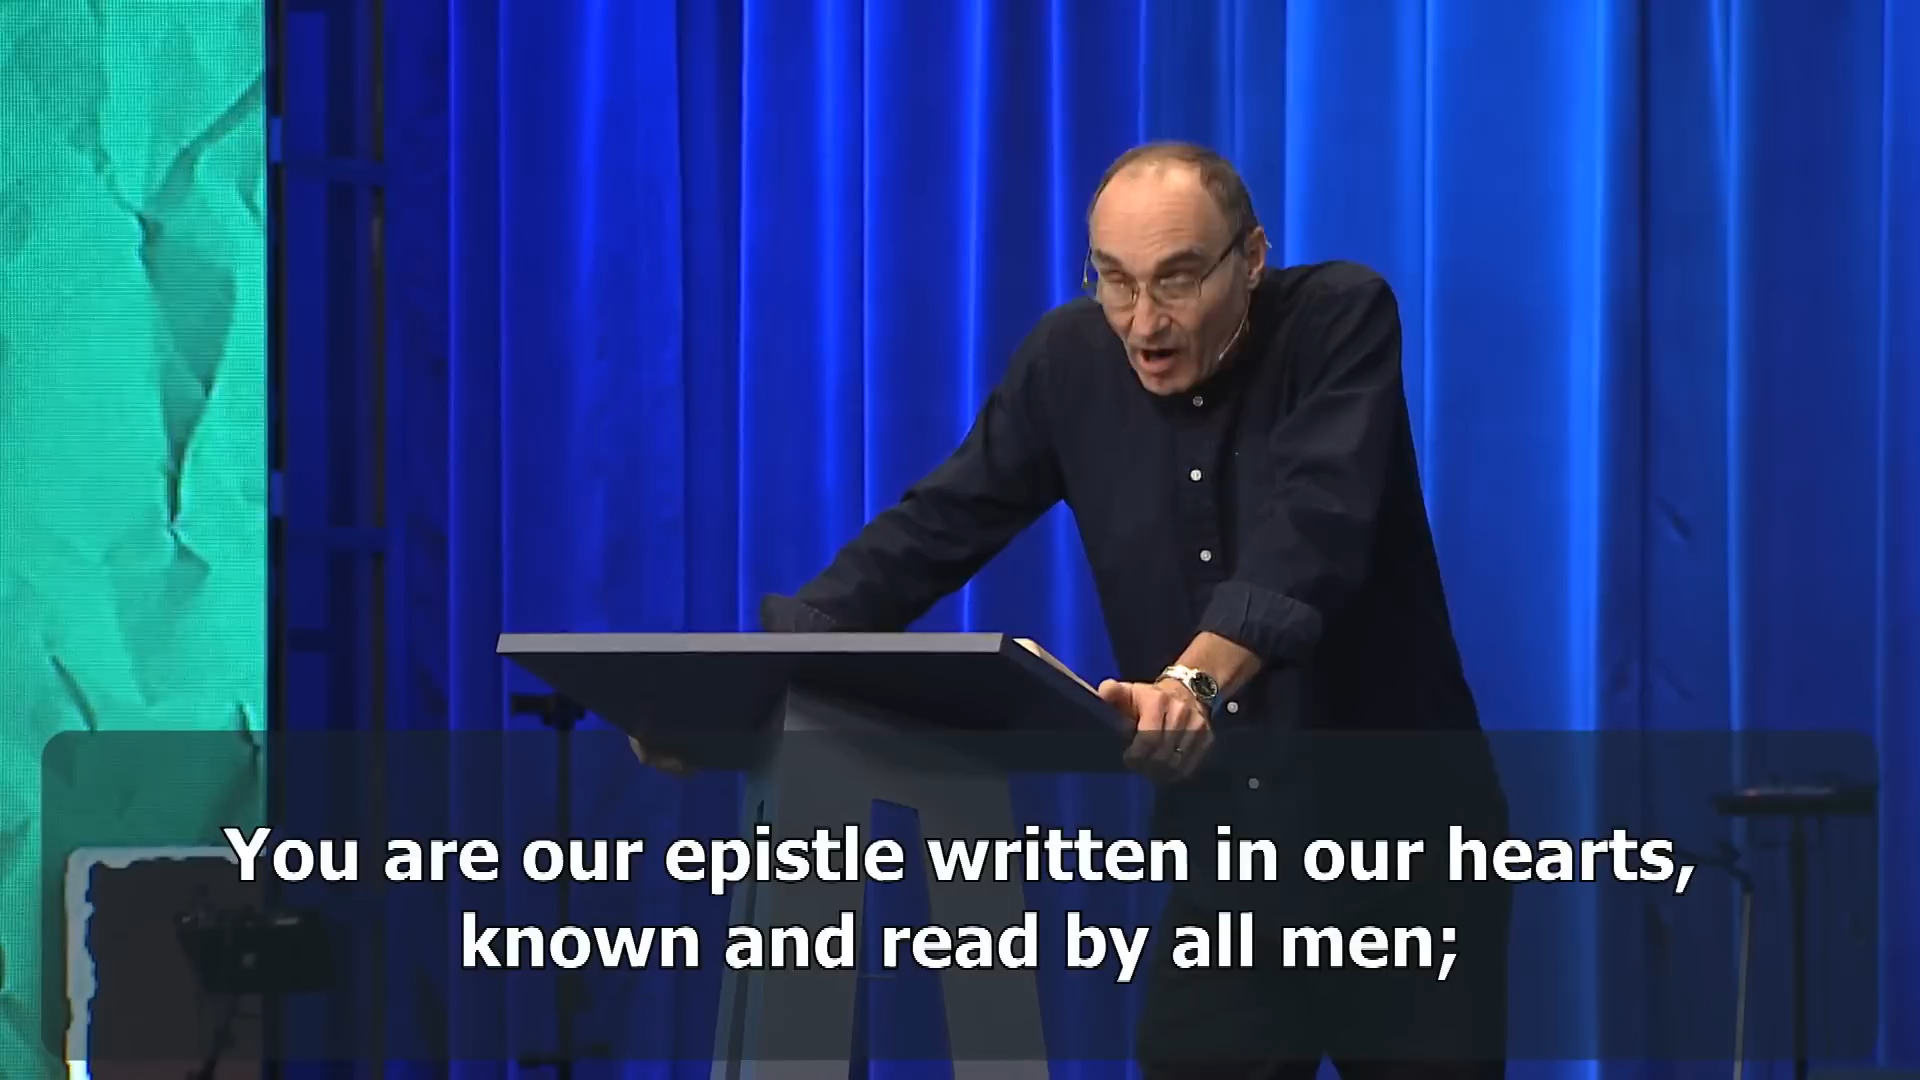 You are our epistle written in our hearts,
known and read by all men;